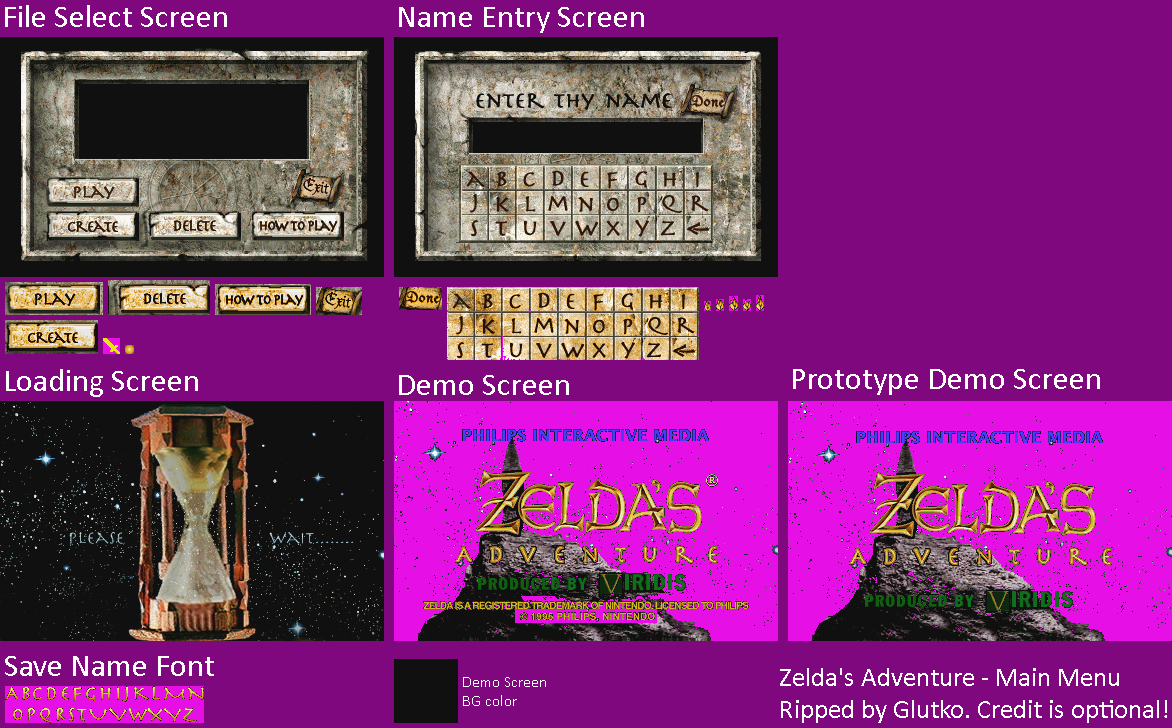 File Select Screen
Name Entry Screen
ENTER THY NAME
Done
PLAY
Exit
CREATE
DELETE
HOW TO PLAY
A B C D E F G H I
J K L M N O P Q R
S T U V W X Y Z ←
PLAY
DELETE
HOW TO PLAY
Exit
CREATE
Done
A B C D E F G H I
J K L M N O P Q R
S T U V W X Y Z ←
Loading Screen
Demo Screen
Prototype Demo Screen
PLEASE WAIT........
PHILIPS INTERACTIVE MEDIA
ZELDA'S ®
ADVENTURE
PRODUCED BY VIRIDIS
ZELDA IS A REGISTERED TRADEMARK OF NINTENDO. LICENSED TO PHILIPS
© 1995 PHILIPS, NINTENDO
PHILIPS INTERACTIVE MEDIA
ZELDA'S
ADVENTURE
PRODUCED BY VIRIDIS
Save Name Font
ABCDEFGHIJKLMN
OPQRSTUVWXYZ
Demo Screen
BG color
Zelda's Adventure - Main Menu
Ripped by Glutko. Credit is optional!